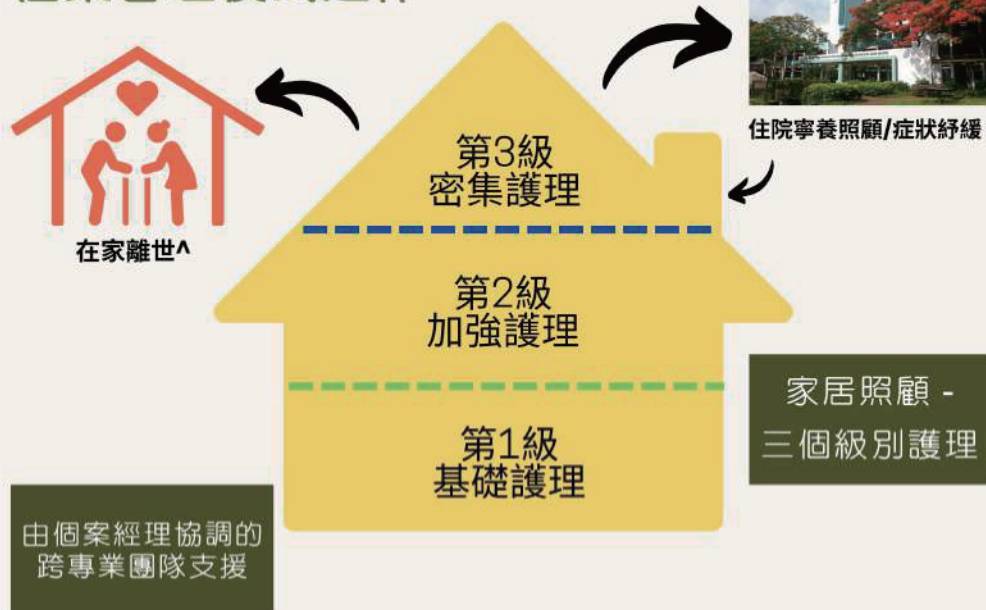 住院寧養照顧/症狀紓緩
第3級
密集護理
在家離世^
第2級
加強護理
家居照顧 -
三個級別護理
第1級
基礎護理
由個案經理協調的
跨專業團隊支援